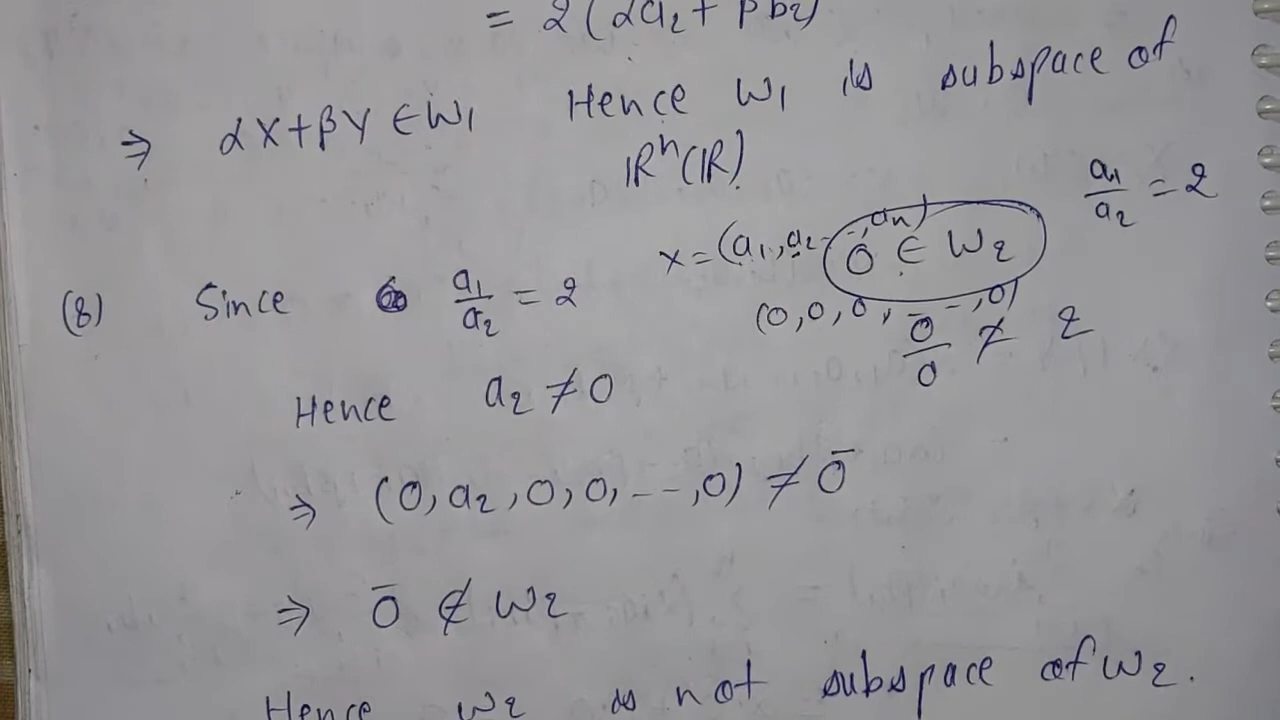 = 2(αa₂ + βb₂)
⇒ αX+βY ∈ W₁ Hence W₁ is subspace of
ℝⁿ(ℝ)
a₁/a₂ = 2
x = (a₁, a₂ - -, aₙ)
0 ∈ W₂
(8) Since a₁/a₂ = 2
(0, 0, 0, - - -, 0)
0/0 ≠ 2
Hence a₂ ≠ 0
⇒ (0, a₂, 0, 0, - - -, 0) ≠ 0̄
⇒ 0̄ ∉ W₂
Hence W₂ is not subspace of W₂.